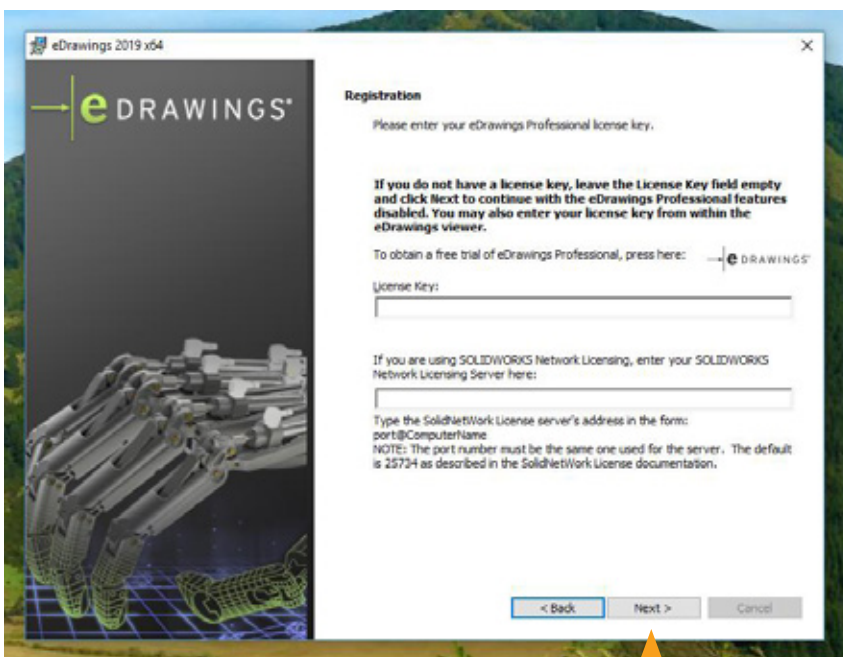 eDrawings 2019 x64
eDRAWINGS®
Registration
Please enter your eDrawings Professional license key.
If you do not have a license key, leave the License Key field empty
and click Next to continue with the eDrawings Professional features
disabled. You may also enter your license key from within the
eDrawings viewer.
To obtain a free trial of eDrawings Professional, press here:
eDRAWINGS®
License Key:
If you are using SOLIDWORKS Network Licensing, enter your SOLIDWORKS
Network Licensing Server here:
Type the SolidNetWork License server's address in the form:
port@ComputerName
NOTE: The port number must be the same one used for the server. The default
is 25734 as described in the SolidNetWork License documentation.
< Back
Next >
Cancel